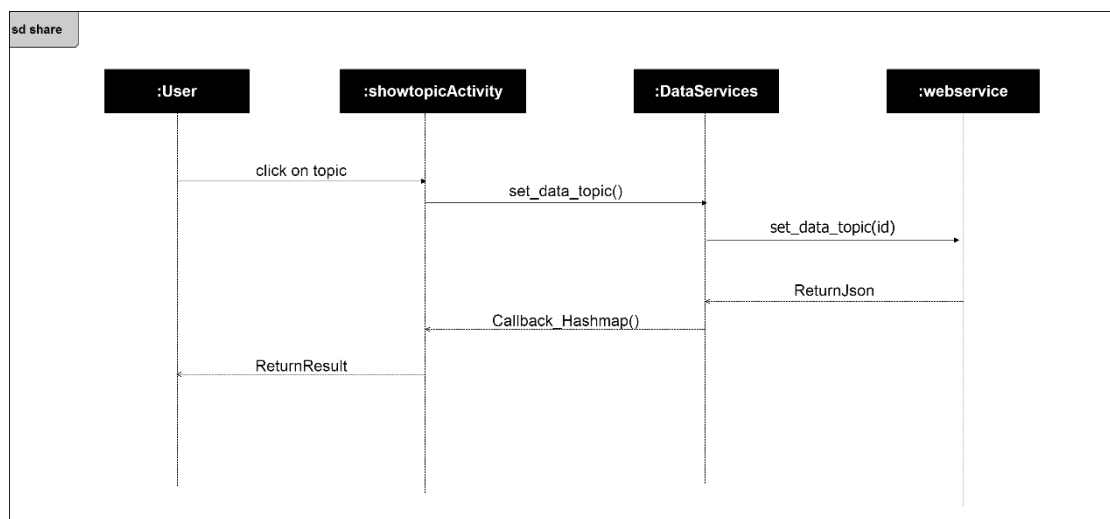 sd share
:User
:showtopicActivity
:DataServices
:webservice
click on topic
set_data_topic()
set_data_topic(id)
ReturnJson
Callback_Hashmap()
ReturnResult